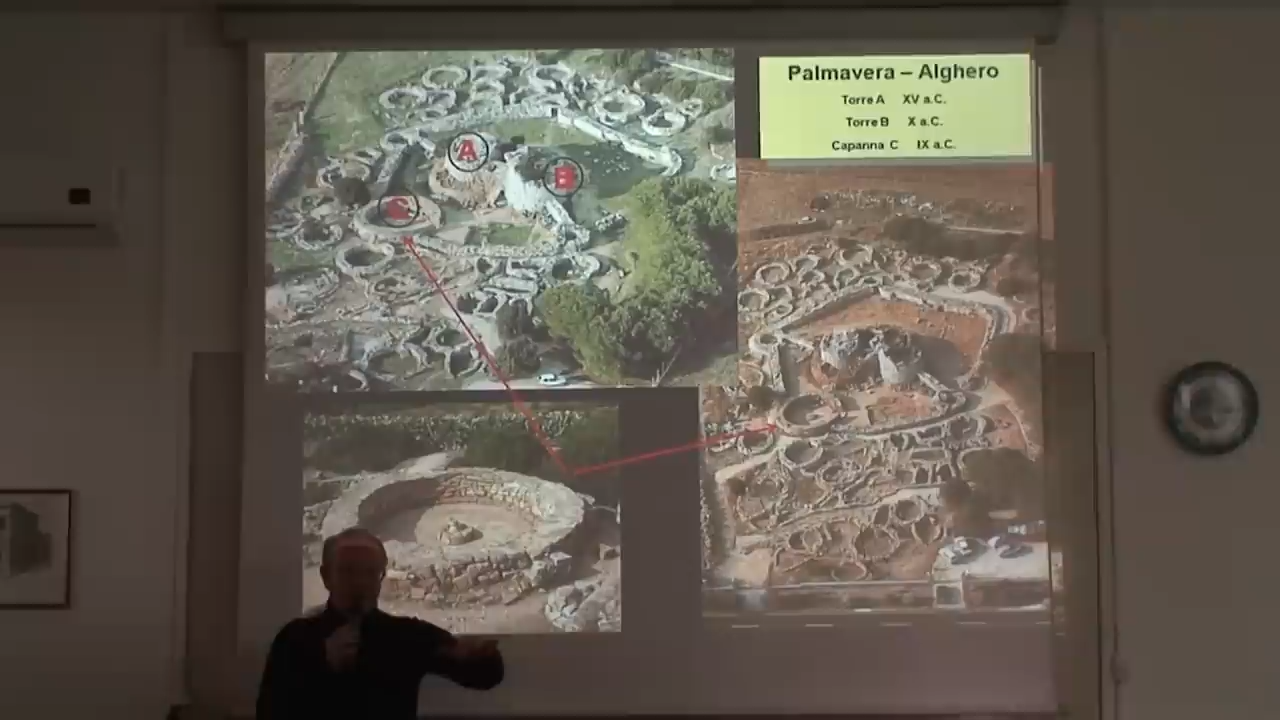 Palmavera – Alghero
Torre A XV a.C.
Torre B X a.C.
Capanna C IX a.C.
A
B
C